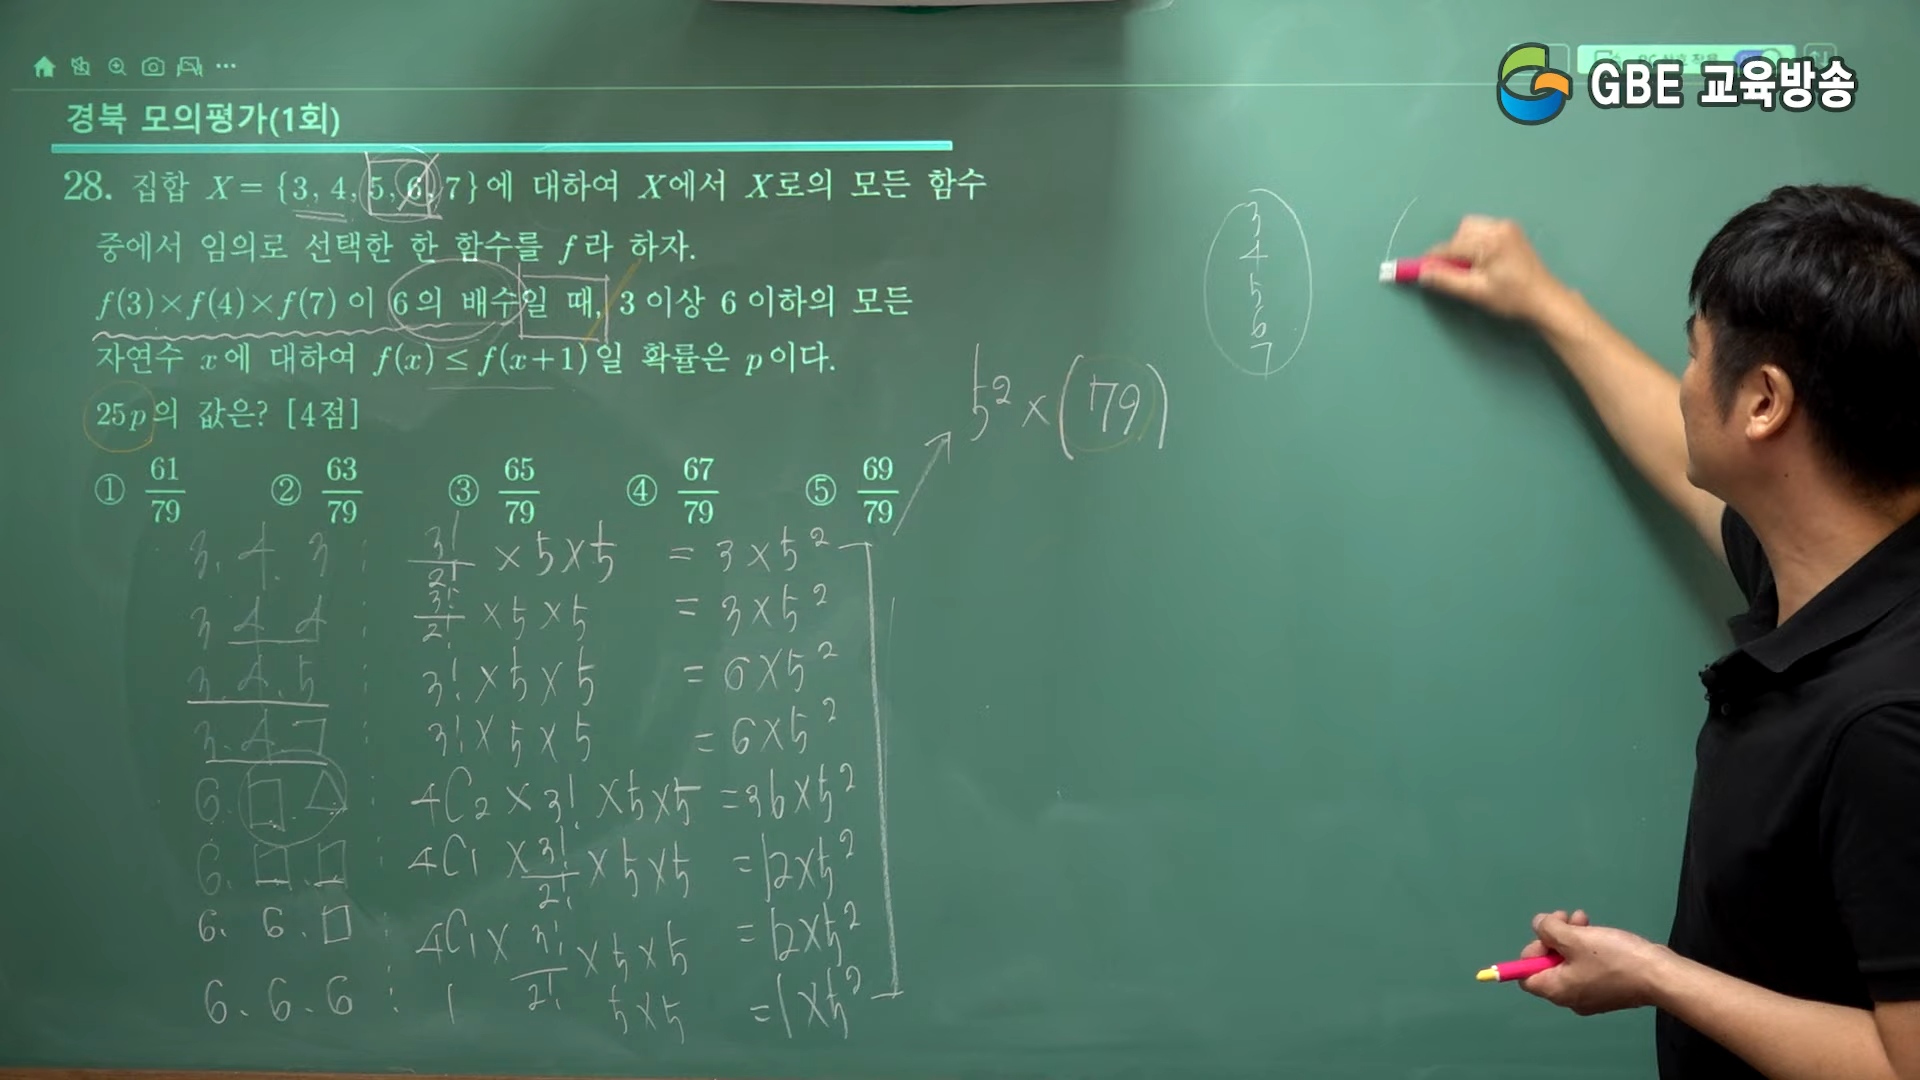 GBE 교육방송
경북 모의평가(1회)
28. 집합 X = {3, 4, 5, 6, 7}에 대하여 X에서 X로의 모든 함수
중에서 임의로 선택한 한 함수를 f라 하자.
f(3)×f(4)×f(7)이 6의 배수일 때, 3 이상 6 이하의 모든
자연수 x에 대하여 f(x) ≤ f(x+1)일 확률은 p이다.
25p의 값은? [4점]
① 61/79 ② 63/79 ③ 65/79 ④ 67/79 ⑤ 69/79
3. 4. 3 : 3!/2! × 5 × 5 = 3 × 5²
3 4 4 : 3!/2! × 5 × 5 = 3 × 5²
3. 4. 5 : 3! × 5 × 5 = 6 × 5²
3. 4. 7 : 3! × 5 × 5 = 6 × 5²
6. □ △ : 4C2 × 3! × 5 × 5 = 36 × 5²
6. □. □ : 4C1 × 3!/2! × 5 × 5 = 12 × 5²
6. 6. □ : 4C1 × 3!/2! × 5 × 5 = 12 × 5²
6. 6. 6 : 1 5 × 5 = 1 × 5²
5² × (79)
3
4
5
6
7